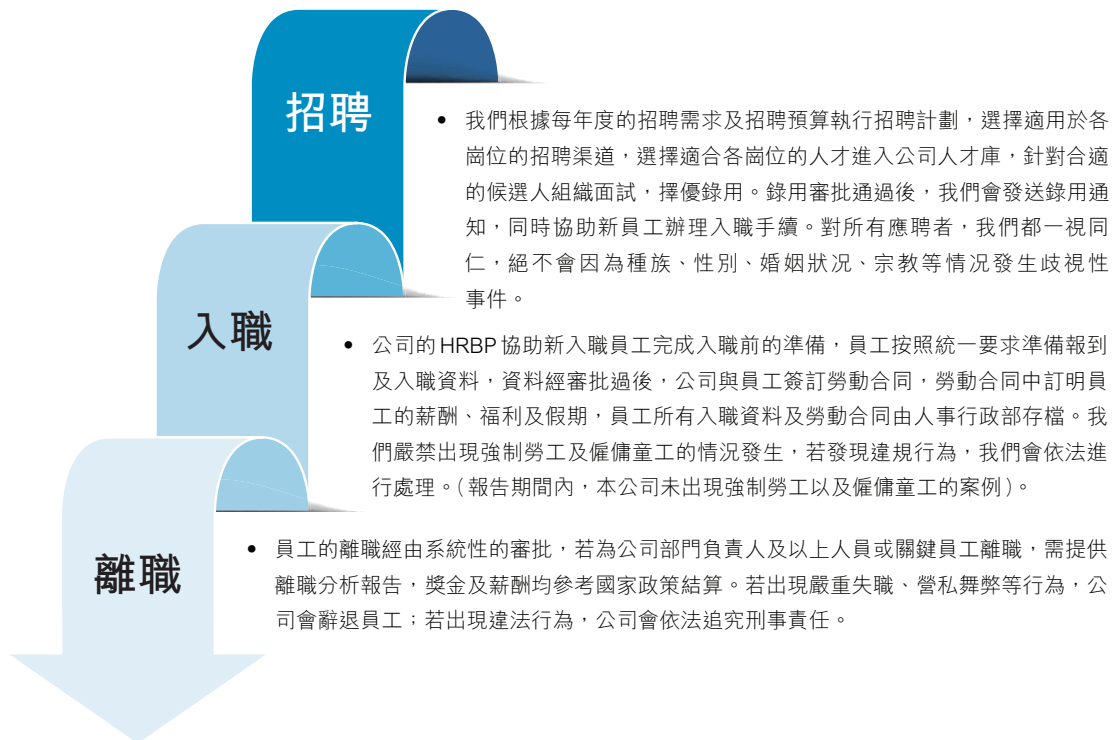 招聘
• 我們根據每年度的招聘需求及招聘預算執行招聘計劃，選擇適用於各
崗位的招聘渠道，選擇適合各崗位的人才進入公司人才庫，針對合適
的候選人組織面試，擇優錄用。錄用審批通過後，我們會發送錄用通
知，同時協助新員工辦理入職手續。對所有應聘者，我們都一視同
仁，絕不會因為種族、性別、婚姻狀况、宗教等情况發生歧視性
事件。
入職
• 公司的HRBP協助新入職員工完成入職前的準備，員工按照統一要求準備報到
及入職資料，資料經審批過後，公司與員工簽訂勞動合同，勞動合同中訂明員
工的薪酬、福利及假期，員工所有入職資料及勞動合同由人事行政部存檔。我
們嚴禁出現強制勞工及僱傭童工的情況發生，若發現違規行為，我們會依法進
行處理。（報告期間內，本公司未出現強制勞工以及僱傭童工的案例）。
離職
• 員工的離職經由系統性的審批，若為公司部門負責人及以上人員或關鍵員工離職，需提供
離職分析報告，獎金及薪酬均參考國家政策結算。若出現嚴重失職、營私舞弊等行為，公
司會辭退員工；若出現違法行為，公司會依法追究刑事責任。